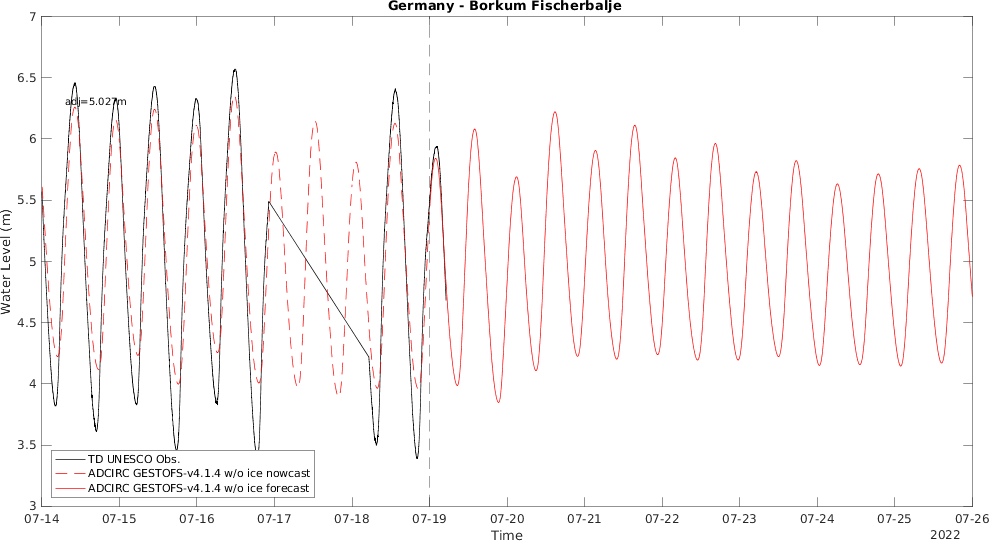 Germany - Borkum Fischerbalje
7
6.5
6
5.5
5
4.5
4
3.5
3
Water Level (m)
adj=5.027m
TD UNESCO Obs.
ADCIRC GESTOFS-v4.1.4 w/o ice nowcast
ADCIRC GESTOFS-v4.1.4 w/o ice forecast
07-14 07-15 07-16 07-17 07-18 07-19 07-20 07-21 07-22 07-23 07-24 07-25 07-26
Time
2022